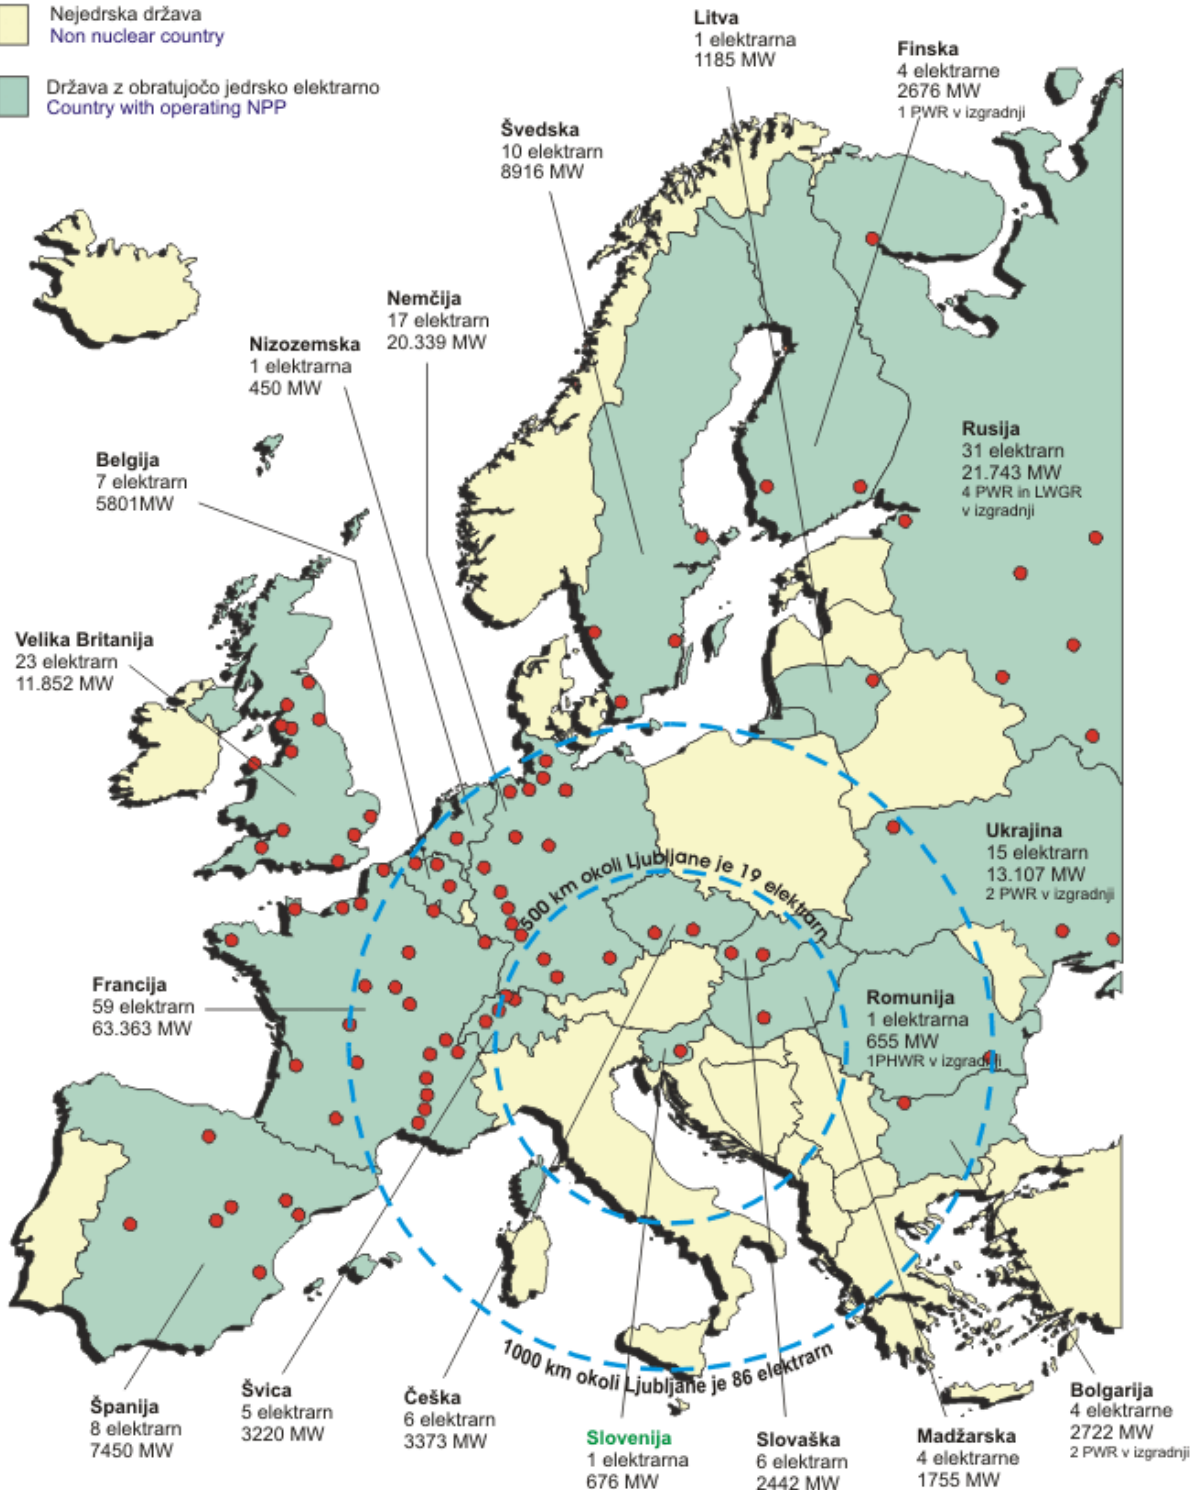 Nejedrska država
Non nuclear country
Država z obratujočo jedrsko elektrarno
Country with operating NPP
Litva
1 elektrarna
1185 MW
Finska
4 elektrarne
2676 MW
1 PWR v izgradnji
Švedska
10 elektrarn
8916 MW
Nemčija
17 elektrarn
20.339 MW
Nizozemska
1 elektrarna
450 MW
Belgija
7 elektrarn
5801MW
Rusija
31 elektrarn
21.743 MW
4 PWR in LWGR
v izgradnji
Velika Britanija
23 elektrarn
11.852 MW
Ukrajina
15 elektrarn
13.107 MW
2 PWR v izgradnji
500 km okoli Ljubljane je 19 elektrarn
Francija
59 elektrarn
63.363 MW
Romunija
1 elektrarna
655 MW
1PHWR v izgradnji
1000 km okoli Ljubljane je 86 elektrarn
Španija
8 elektrarn
7450 MW
Švica
5 elektrarn
3220 MW
Češka
6 elektrarn
3373 MW
Slovenija
1 elektrarna
676 MW
Slovaška
6 elektrarn
2442 MW
Madžarska
4 elektrarne
1755 MW
Bolgarija
4 elektrarne
2722 MW
2 PWR v izgradnji